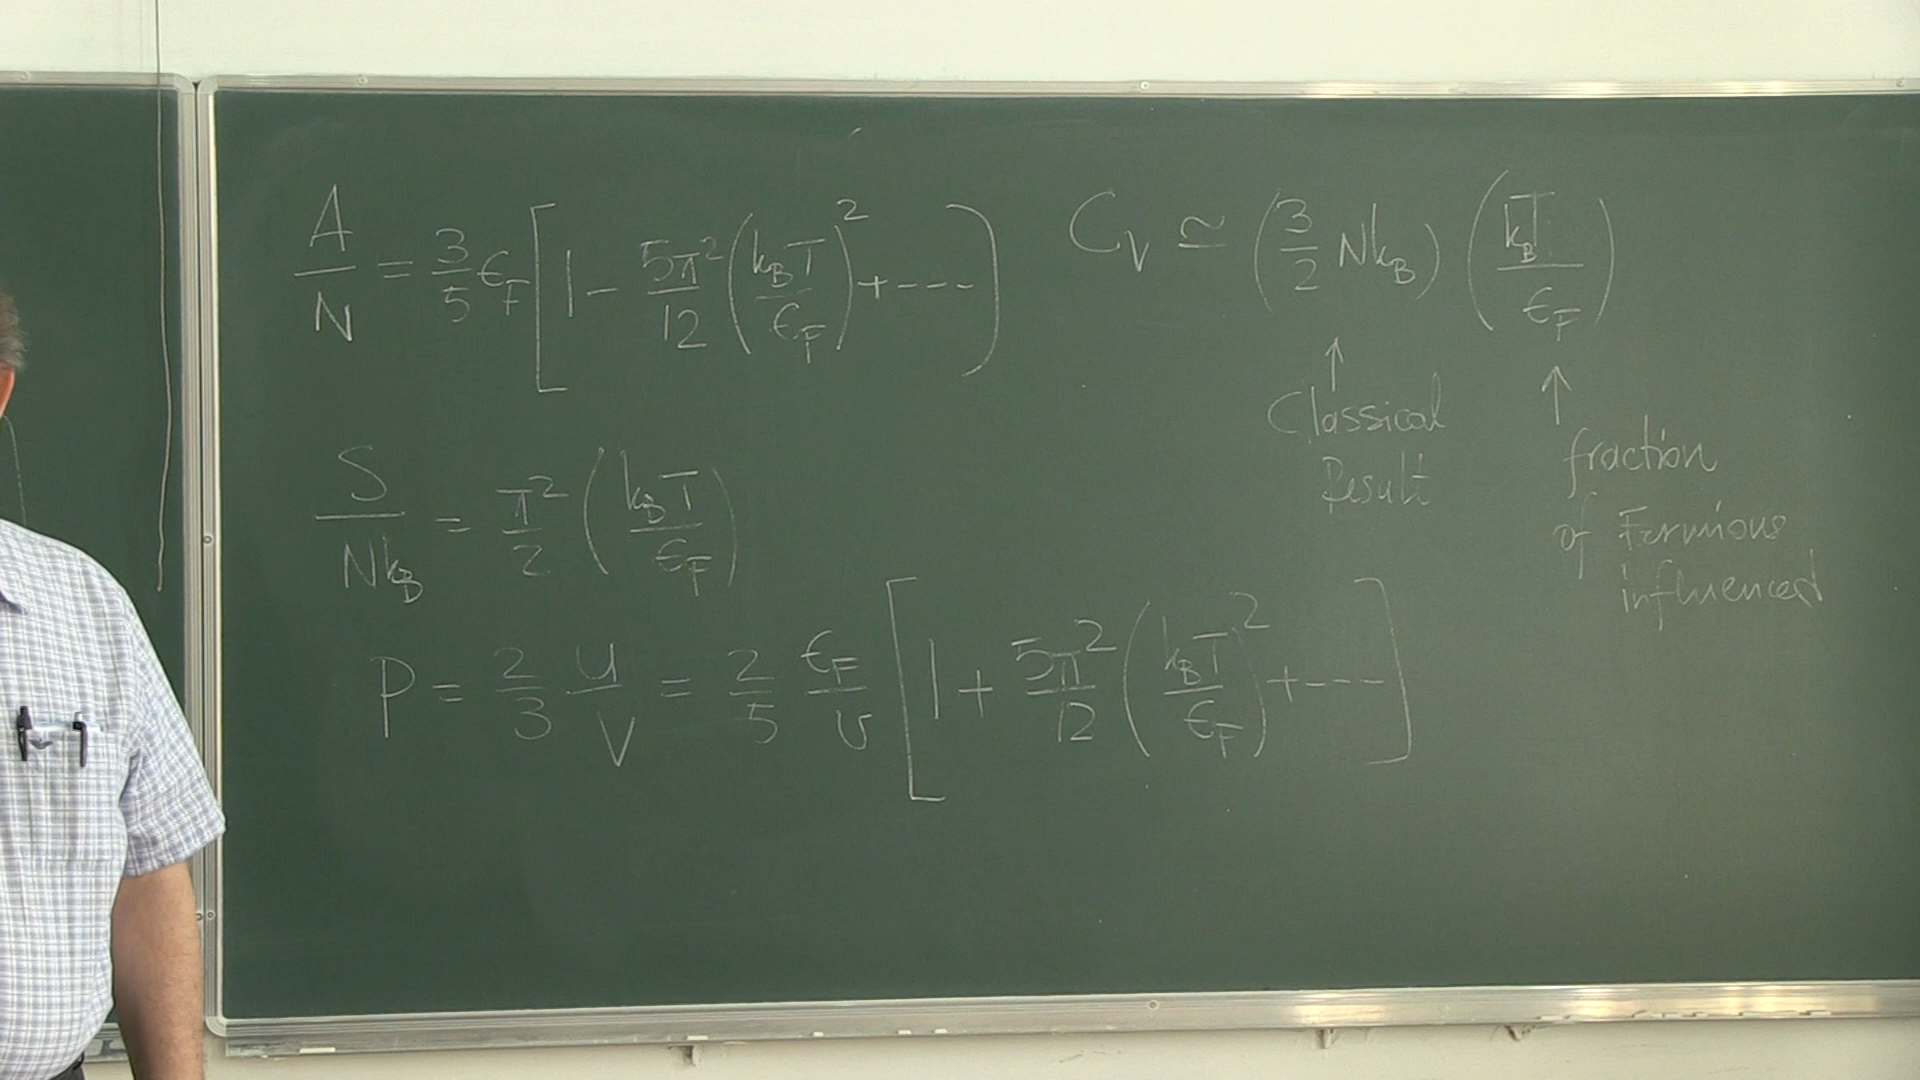 A/N = 3/5 ϵ_F [1 - 5π²/12 (k_BT/ϵ_F)² + ---]
S/Nk_B = π²/2 (k_BT/ϵ_F)
P = 2/3 U/V = 2/5 ϵ_F/v [1 + 5π²/12 (k_BT/ϵ_F)² + ---]
C_V ≃ (3/2 Nk_B) (k_BT/ϵ_F)
↑ ↑
Classical
Result
fraction
of Fermions
influenced